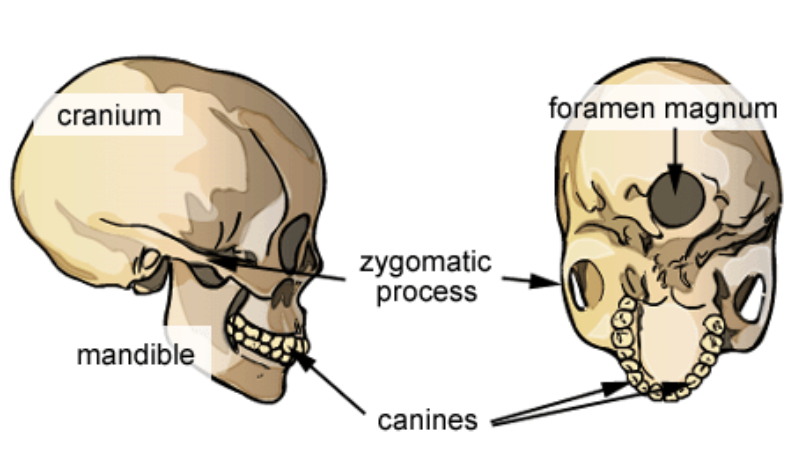 cranium
foramen magnum
zygomatic
process
mandible
canines